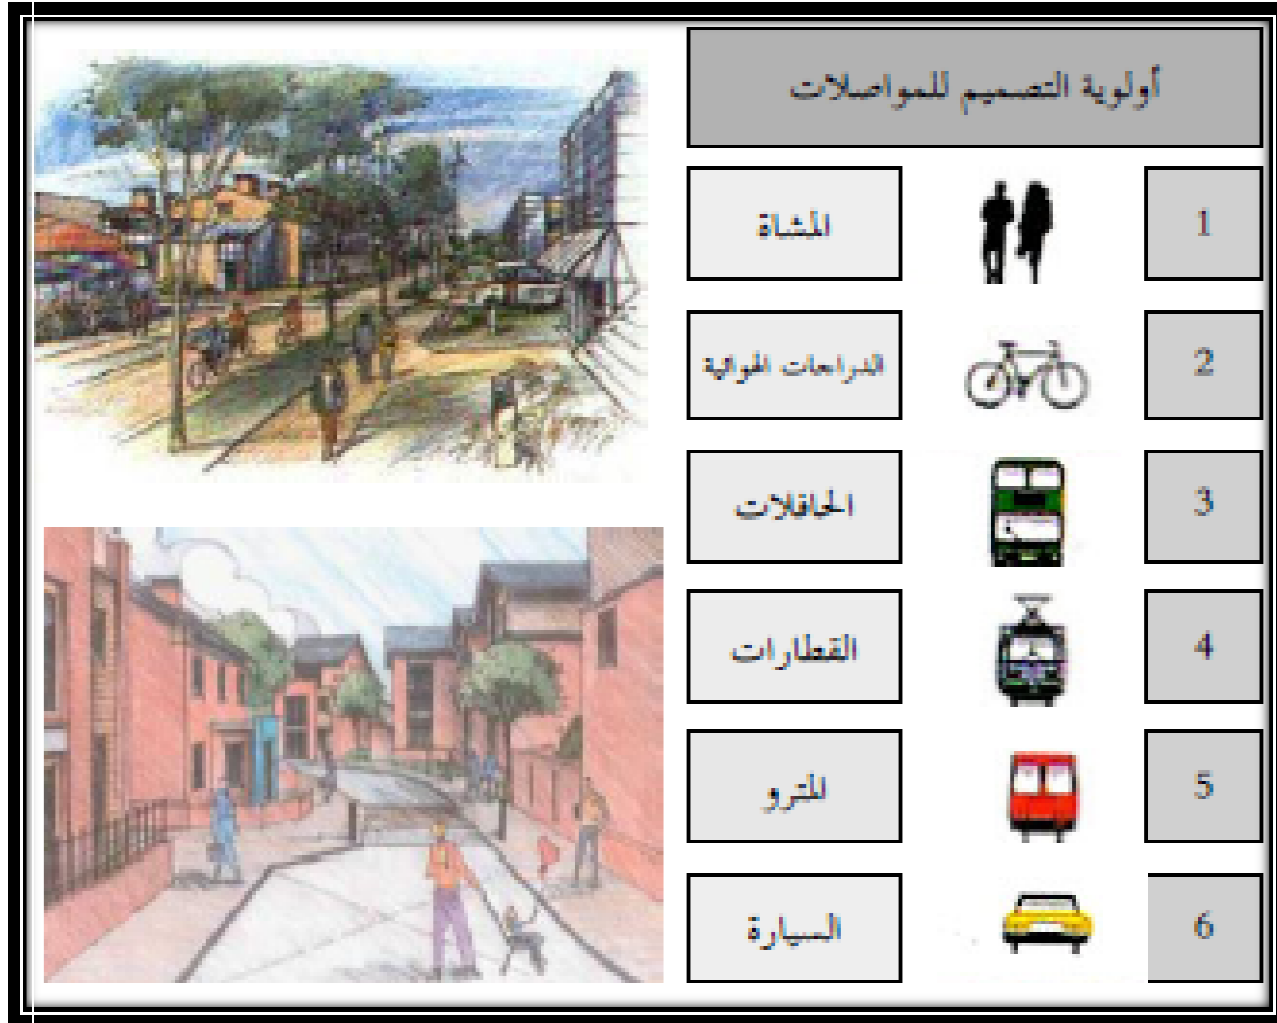 أولوية التصميم للمواصلات
1 المشاة
2 الدراجات الهوائية
3 الحافلات
4 القطارات
5 المترو
6 السيارة